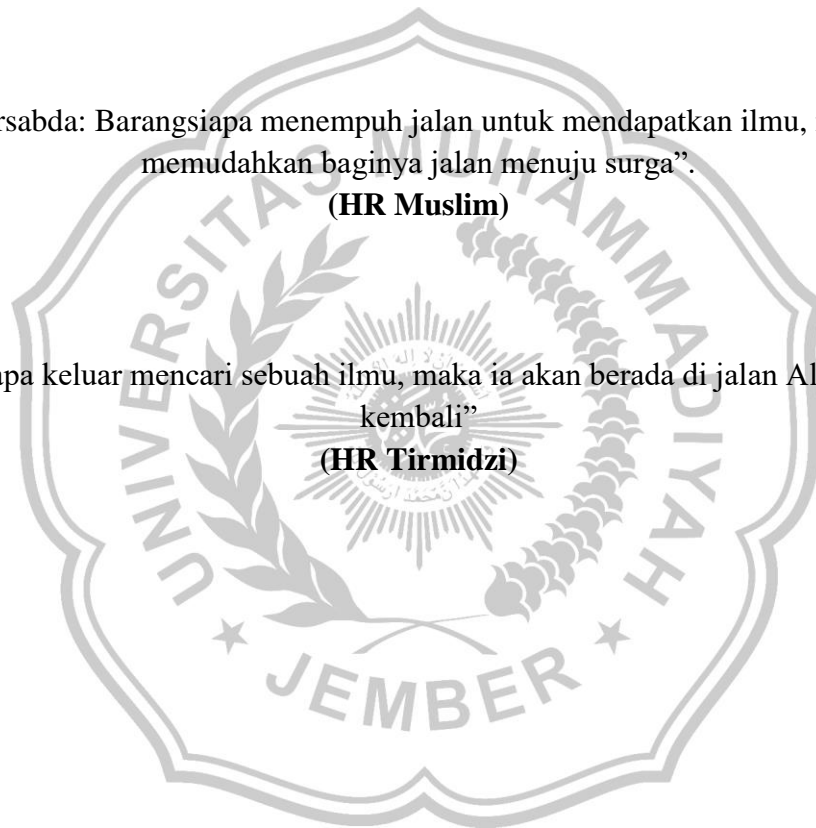 rsabda: Barangsiapa menempuh jalan untuk mendapatkan ilmu,
memudahkan baginya jalan menuju surga”.
(HR Muslim)
apa keluar mencari sebuah ilmu, maka ia akan berada di jalan Al
kembali”
(HR Tirmidzi)
UNIVERSITAS MUHAMMADIYAH
JEMBER